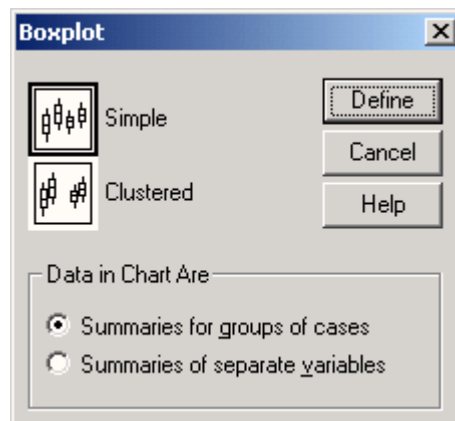 Boxplot
Simple
Clustered
Define
Cancel
Help
Data in Chart Are
Summaries for groups of cases
Summaries of separate variables